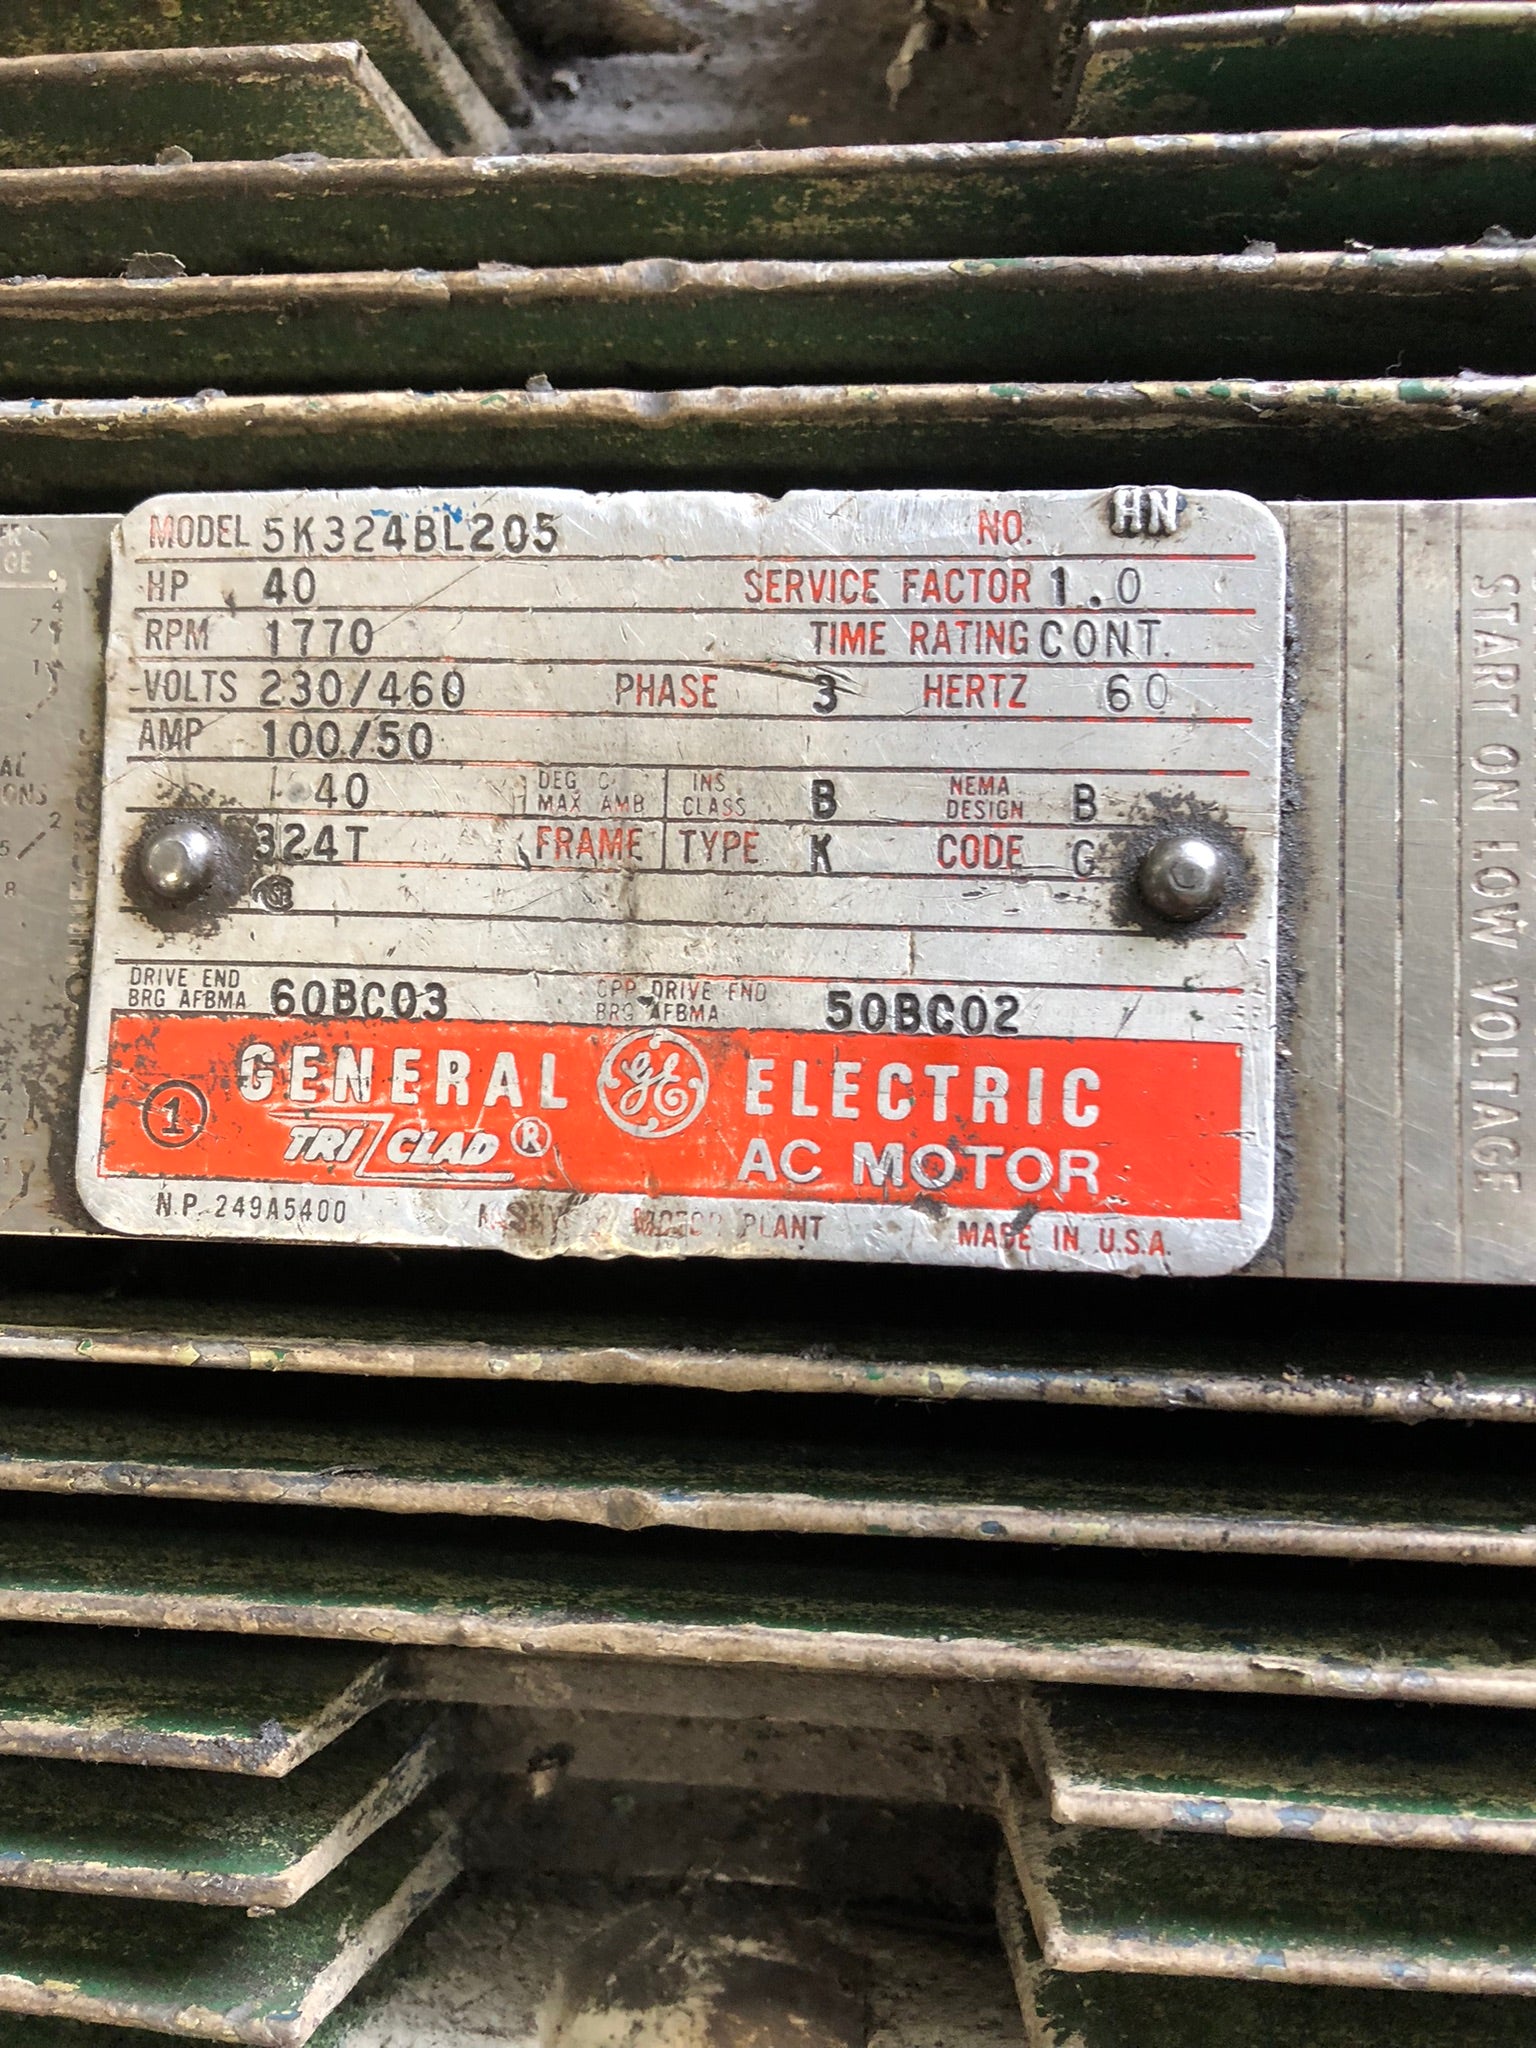 MODEL 5K324BL205 NO. HN
HP 40 SERVICE FACTOR 1.0
RPM 1770 TIME RATING CONT.
VOLTS 230/460 PHASE 3 HERTZ 60
AMP 100/50
40 DEG C MAX AMB INS CLASS B NEMA DESIGN B
324T FRAME TYPE K CODE G
DRIVE END BRG AFBMA 60BC03 OPP DRIVE END BRG AFBMA 50BC02
GENERAL GE ELECTRIC
1 TRI CLAD ® AC MOTOR
N.P. 249A5400 MOTOR PLANT MADE IN U.S.A.
START ON LOW VOLTAGE